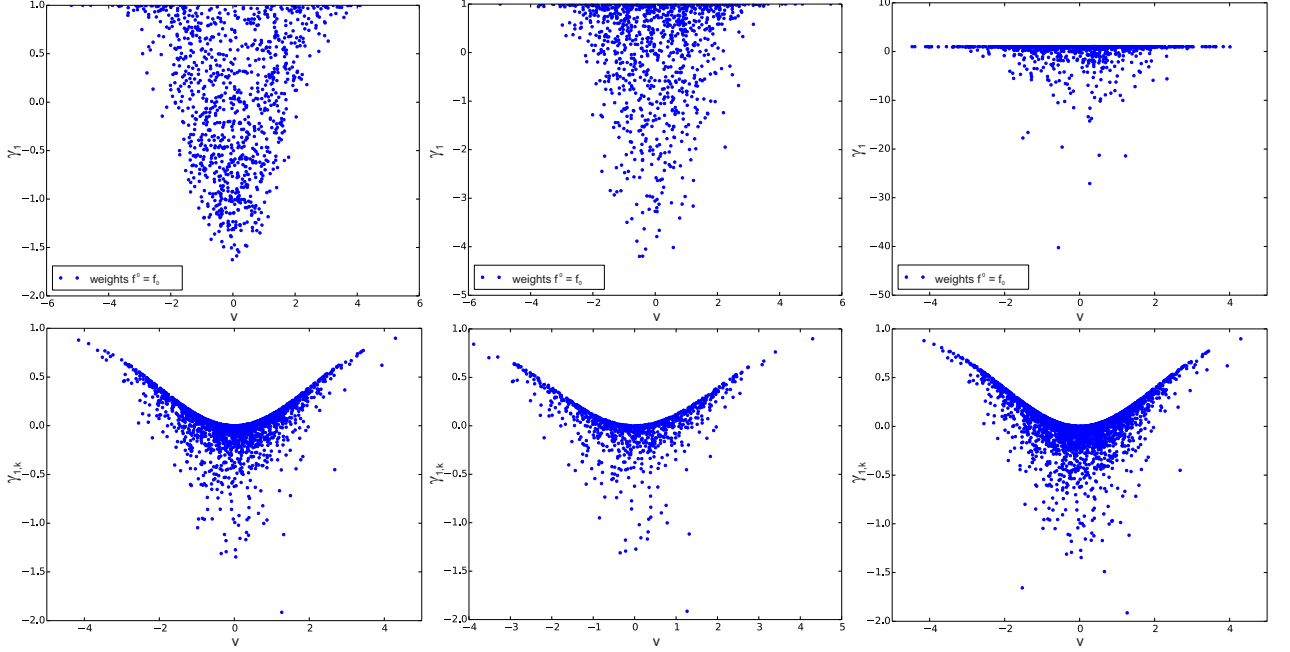 1.0
0.5
0.0
−0.5
−1.0
−1.5
−2.0
γ₁
−6 −4 −2 0 2 4 6
v
weights f⁰ = f₀
1
0
−1
−2
−3
−4
−5
γ₁
−6 −4 −2 0 2 4 6
v
weights f⁰ = f₀
10
0
−10
−20
−30
−40
−50
γ₁
−4 −2 0 2 4
v
weights f⁰ = f₀
1.0
0.5
0.0
−0.5
−1.0
−1.5
−2.0
γ₁,ₖ
−4 −2 0 2 4
v
1.0
0.5
0.0
−0.5
−1.0
−1.5
−2.0
γ₁,ₖ
−4 −3 −2 −1 0 1 2 3 4 5
v
1.0
0.5
0.0
−0.5
−1.0
−1.5
−2.0
γ₁,ₖ
−4 −2 0 2 4
v